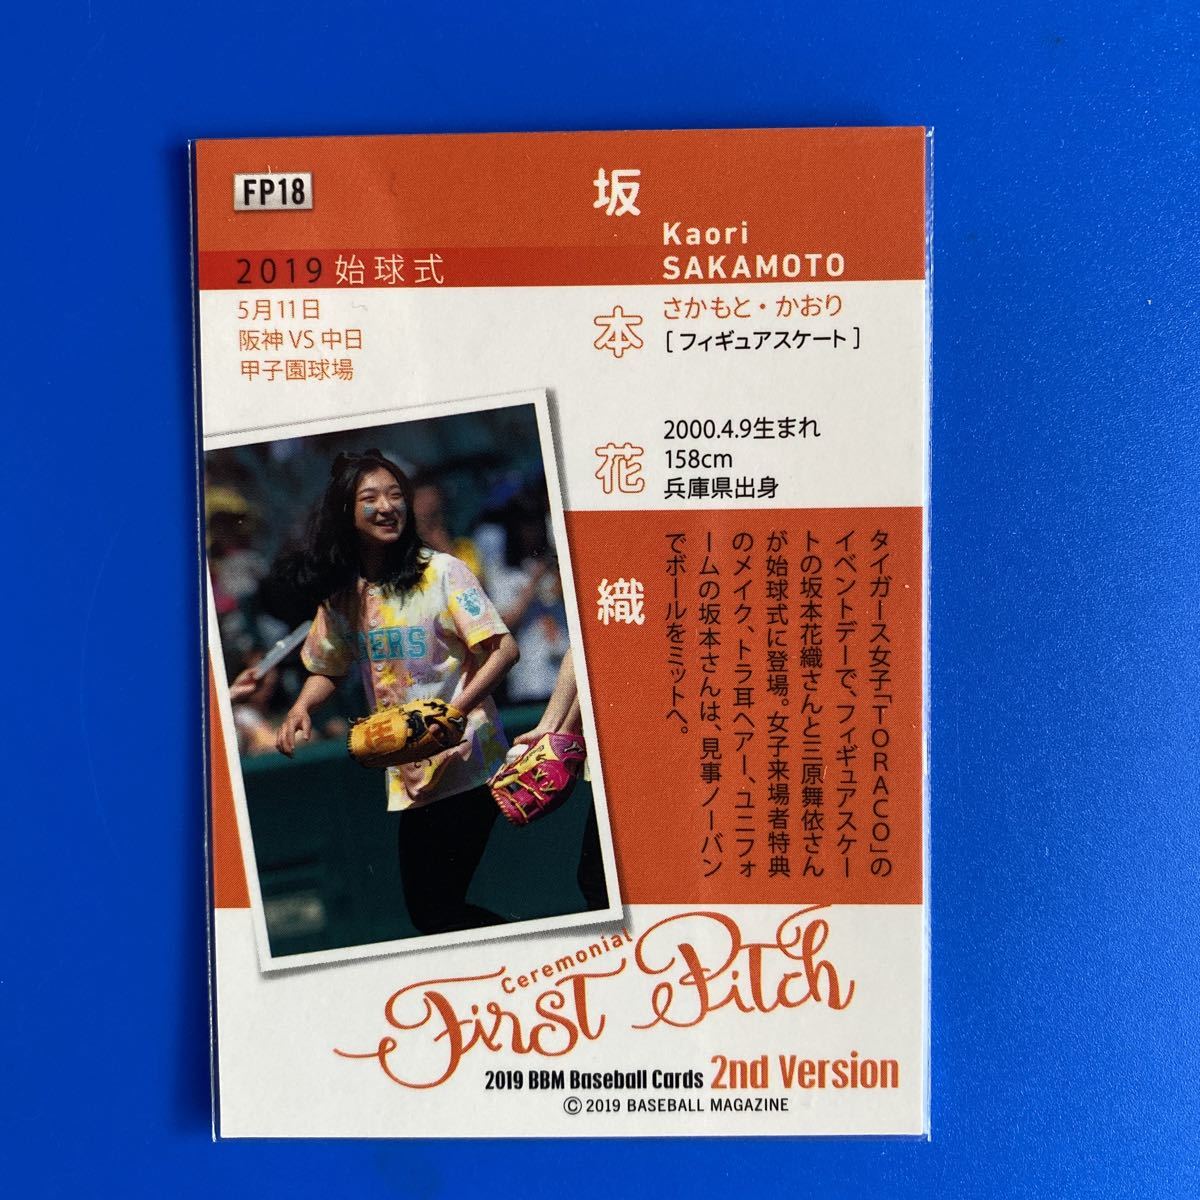 FP18
2019 始球式
5月11日
阪神 VS 中日
甲子園球場
坂
本
花
織
Kaori
SAKAMOTO
さかもと・かおり
[ フィギュアスケート ]
2000.4.9生まれ
158cm
兵庫県出身
タイガース女子「TORACO」の
イベントデーで、フィギュアスケー
トの坂本花織さんと三原舞依さん
が始球式に登場。女子来場者特典
のメイク、トラ耳ヘアー、ユニフォ
ームの坂本さんは、見事ノーバン
でボールをミットへ。
GERS
Ceremonial
First Pitch
2019 BBM Baseball Cards 2nd Version
© 2019 BASEBALL MAGAZINE